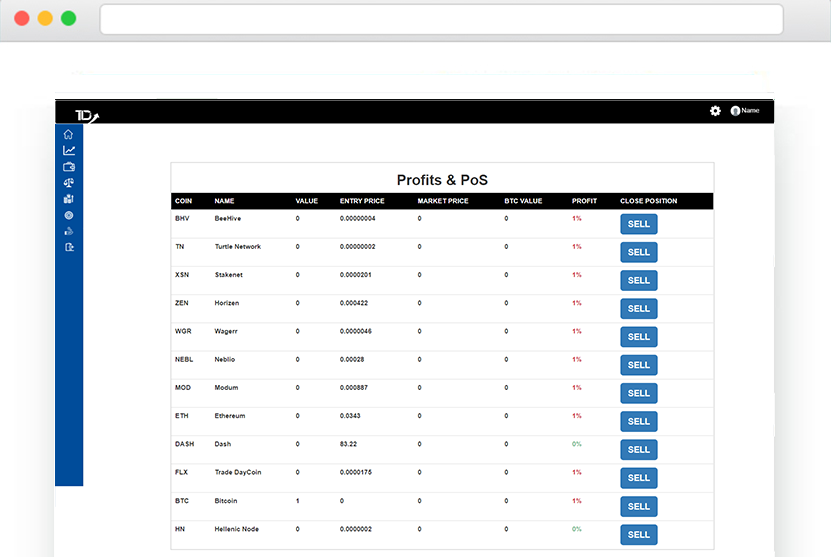 TD
Name
Profits & PoS
COIN NAME VALUE ENTRY PRICE MARKET PRICE BTC VALUE PROFIT CLOSE POSITION
BHV BeeHive 0 0.00000004 0 0 1% SELL
TN Turtle Network 0 0.00000002 0 0 1% SELL
XSN Stakenet 0 0.0000201 0 0 1% SELL
ZEN Horizen 0 0.000422 0 0 1% SELL
WGR Wagerr 0 0.0000046 0 0 1% SELL
NEBL Neblio 0 0.00028 0 0 1% SELL
MOD Modum 0 0.000887 0 0 1% SELL
ETH Ethereum 0 0.0343 0 0 1% SELL
DASH Dash 0 83.22 0 0 0% SELL
FLX Trade DayCoin 0 0.0000175 0 0 1% SELL
BTC Bitcoin 1 0 0 0 1% SELL
HN Hellenic Node 0 0.0000002 0 0 0% SELL